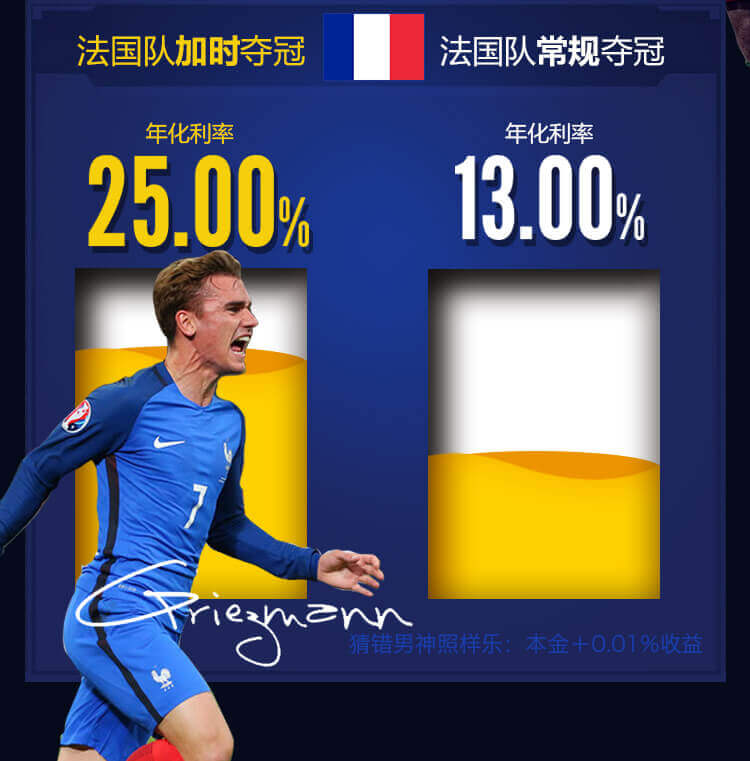 法国队加时夺冠
法国队常规夺冠
年化利率
25.00%
年化利率
13.00%
7
Griezmann
猜错男神照样乐：本金＋0.01%收益